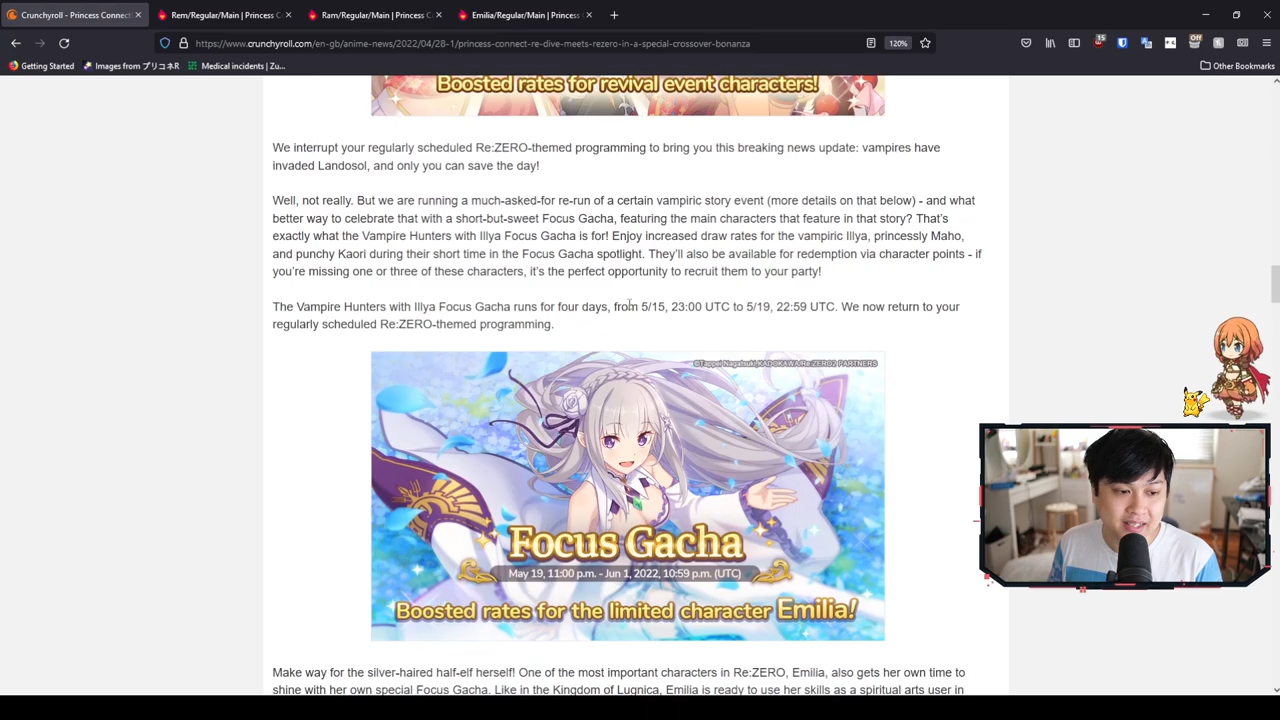 Crunchyroll - Princess Connect
Rem/Regular/Main | Princess C
Ram/Regular/Main | Princess C
Emilia/Regular/Main | Princess
https://www.crunchyroll.com/en-gb/anime-news/2022/04/28-1/princess-connect-re-dive-meets-rezero-in-a-special-crossover-bonanza
120%
15
Off
Getting Started
Images from プリコネR
Medical incidents | Zu...
Other Bookmarks
Boosted rates for revival event characters!
We interrupt your regularly scheduled Re:ZERO-themed programming to bring you this breaking news update: vampires have
invaded Landosol, and only you can save the day!
Well, not really. But we are running a much-asked-for re-run of a certain vampiric story event (more details on that below) - and what
better way to celebrate that with a short-but-sweet Focus Gacha, featuring the main characters that feature in that story? That's
exactly what the Vampire Hunters with Illya Focus Gacha is for! Enjoy increased draw rates for the vampiric Illya, princessly Maho,
and punchy Kaori during their short time in the Focus Gacha spotlight. They'll also be available for redemption via character points - if
you're missing one or three of these characters, it's the perfect opportunity to recruit them to your party!
The Vampire Hunters with Illya Focus Gacha runs for four days, from 5/15, 23:00 UTC to 5/19, 22:59 UTC. We now return to your
regularly scheduled Re:ZERO-themed programming.
©Tappei Nagatsuki,KADOKAWA/Re:ZERO2 PARTNERS
Focus Gacha
May 19, 11:00 p.m. - Jun 1, 2022, 10:59 p.m. (UTC)
Boosted rates for the limited character Emilia!
Make way for the silver-haired half-elf herself! One of the most important characters in Re:ZERO, Emilia, also gets her own time to
shine with her own special Focus Gacha. Like in the Kingdom of Lugnica, Emilia is ready to use her skills as a spiritual arts user in